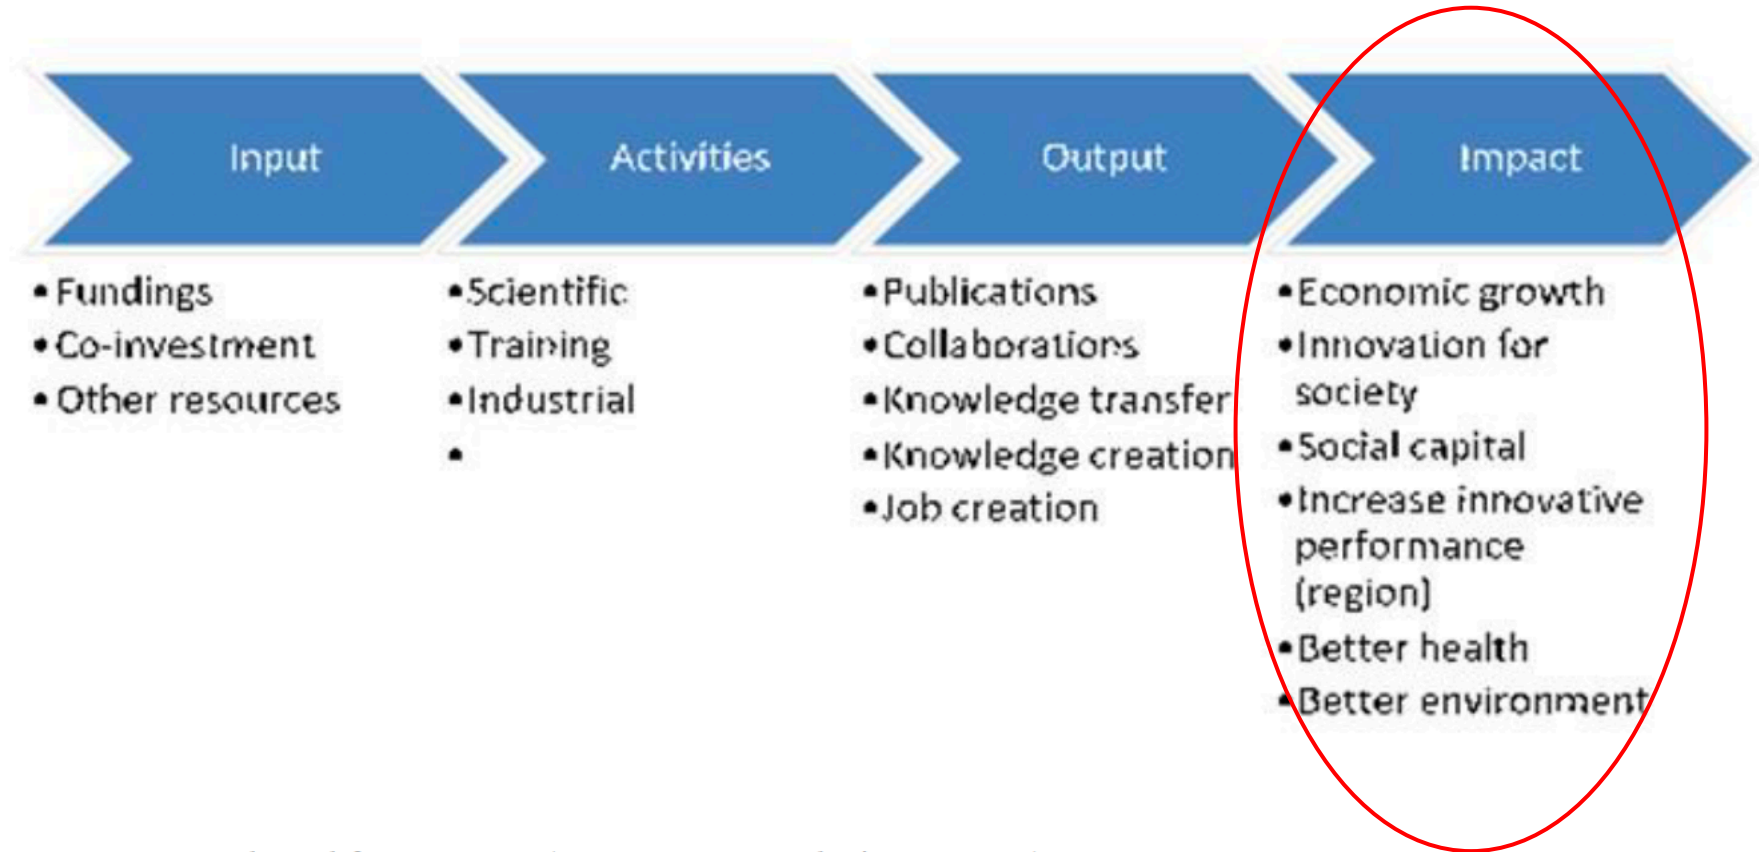 Input
Activities
Output
Impact
•Fundings
•Co-investment
•Other resources
•Scientific
•Training
•Industrial
•
•Publications
•Collaborations
•Knowledge transfer
•Knowledge creation
•Job creation
•Economic growth
•Innovation for
society
•Social capital
•Increase innovative
performance
(region)
•Better health
•Better environment